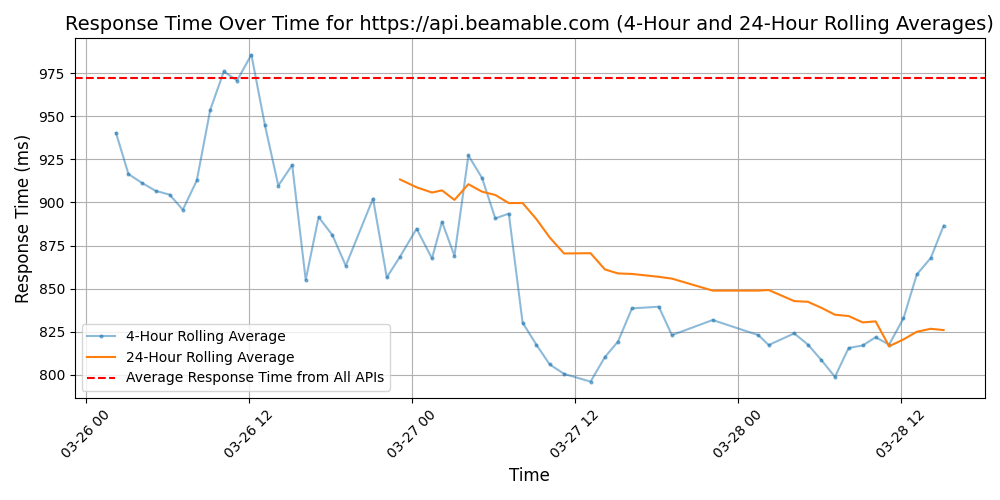 Response Time Over Time for https://api.beamable.com (4-Hour and 24-Hour Rolling Averages)
Response Time (ms)
975
950
925
900
875
850
825
800
4-Hour Rolling Average
24-Hour Rolling Average
Average Response Time from All APIs
03-26 00
03-26 12
03-27 00
03-27 12
03-28 00
03-28 12
Time